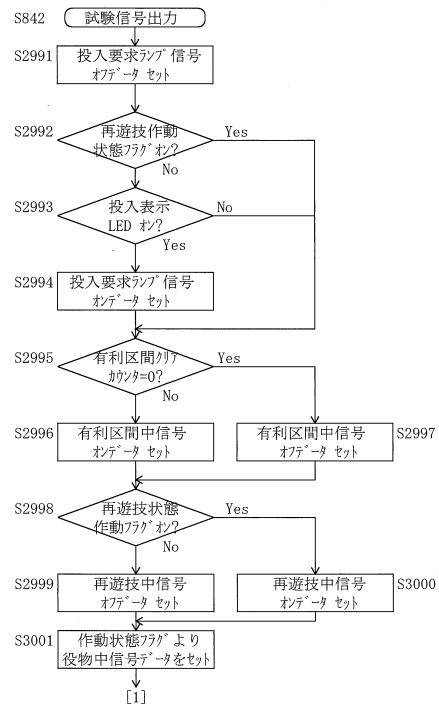 S842 試験信号出力
S2991 投入要求ﾗﾝﾌﾟ信号
ｵﾌﾃﾞｰﾀ ｾｯﾄ
S2992 再遊技作動
状態ﾌﾗｸﾞｵﾝ?
Yes
No
S2993 投入表示
LED ｵﾝ?
No
Yes
S2994 投入要求ﾗﾝﾌﾟ信号
ｵﾝﾃﾞｰﾀ ｾｯﾄ
S2995 有利区間ｸﾘｱ
ｶｳﾝﾀ=0?
Yes
No
S2996 有利区間中信号
ｵﾝﾃﾞｰﾀ ｾｯﾄ
有利区間中信号 S2997
ｵﾌﾃﾞｰﾀ ｾｯﾄ
S2998 再遊技状態
作動ﾌﾗｸﾞｵﾝ?
Yes
No
S2999 再遊技中信号
ｵﾌﾃﾞｰﾀ ｾｯﾄ
再遊技中信号 S3000
ｵﾝﾃﾞｰﾀ ｾｯﾄ
S3001 作動状態ﾌﾗｸﾞより
役物中信号ﾃﾞｰﾀをｾｯﾄ
[1]